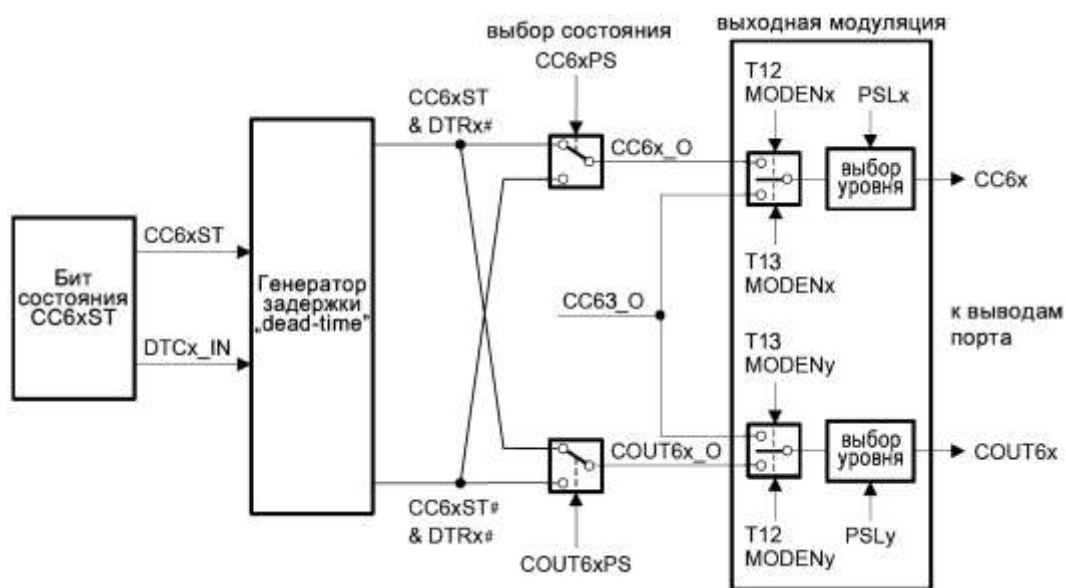 выбор состояния
CC6xPS
выходная модуляция
T12
MODENx
PSLx
CC6xST
& DTRx#
CC6x_O
выбор
уровня
CC6x
CC6xST
Бит
состояния
CC6xST
Генератор
задержки
„dead-time”
T13
MODENx
CC63_O
к выводам
порта
DTCx_IN
T13
MODENy
COUT6x_O
выбор
уровня
COUT6x
CC6xST#
& DTRx#
T12
MODENy
PSLy
COUT6xPS